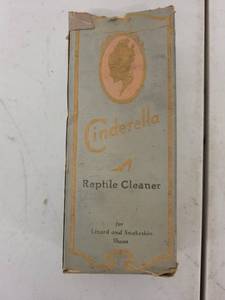 Cinderella
Reptile Cleaner
for
Lizard and Snakeskin
Shoes